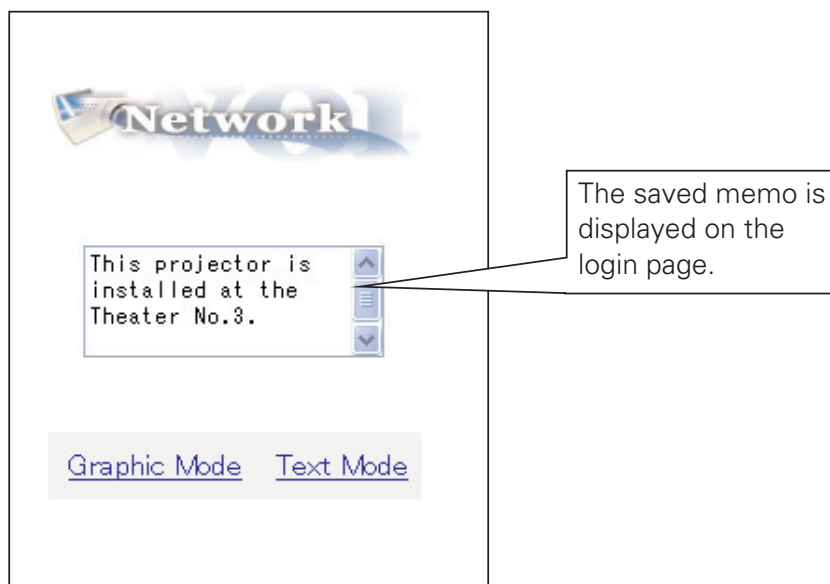 Network
The saved memo is
displayed on the
login page.
This projector is
installed at the
Theater No.3.
Graphic Mode Text Mode